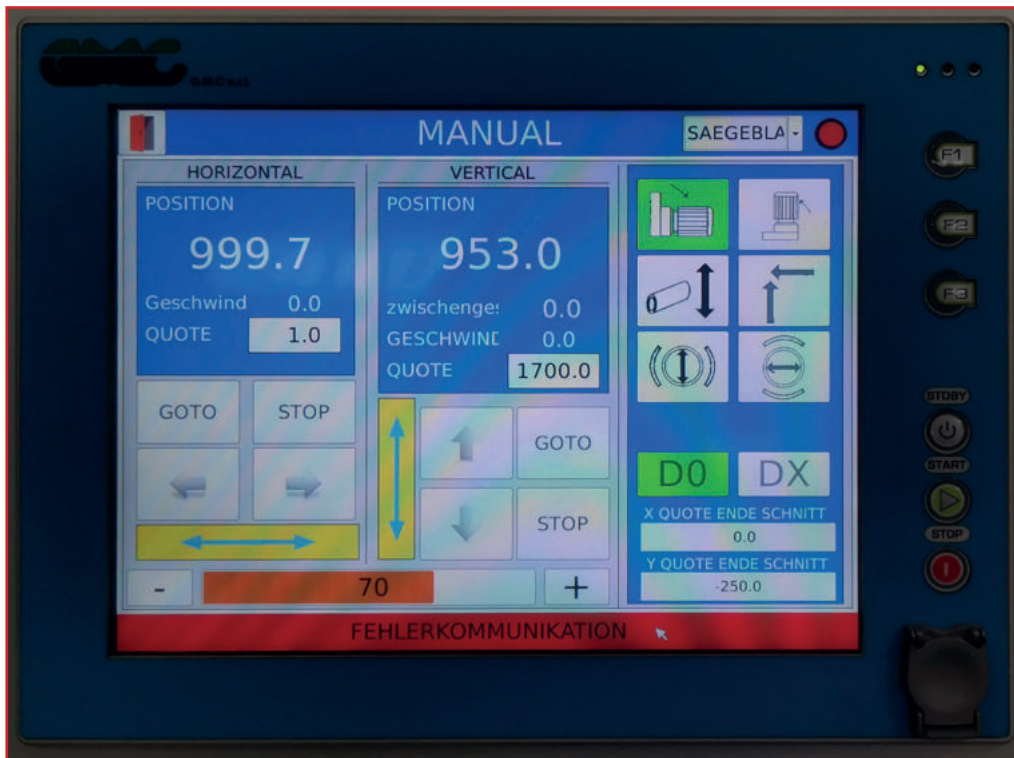 GMC
G.M.C s.r.l.
MANUAL
SAEGEBLA
HORIZONTAL
POSITION
999.7
Geschwind 0.0
QUOTE 1.0
GOTO STOP
VERTICAL
POSITION
953.0
zwischenge: 0.0
GESCHWIND 0.0
QUOTE 1700.0
GOTO
STOP
- 70 +
D0 DX
X QUOTE ENDE SCHNITT
0.0
Y QUOTE ENDE SCHNITT
-250.0
FEHLERKOMMUNIKATION
F1
F2
F3
STDBY
START
STOP